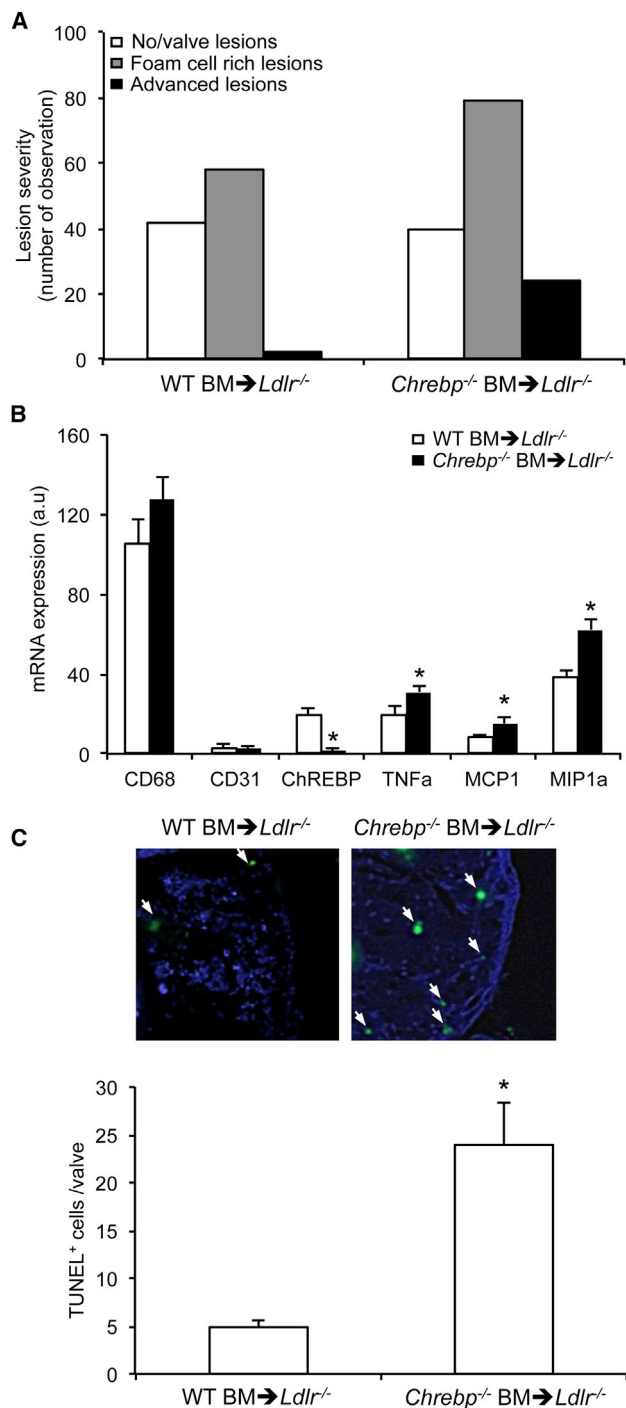 A
100
80
60
40
20
0
Lesion severity
(number of observation)
No/valve lesions
Foam cell rich lesions
Advanced lesions
WT BM➔Ldlr-/-
Chrebp-/- BM➔Ldlr-/-
B
160
120
80
40
0
mRNA expression (a.u)
WT BM➔Ldlr-/-
Chrebp-/- BM➔Ldlr-/-
*
*
*
*
CD68 CD31 ChREBP TNFa MCP1 MIP1a
C
WT BM➔Ldlr-/-
Chrebp-/- BM➔Ldlr-/-
30
25
20
15
10
5
0
TUNEL+ cells /valve
*
WT BM➔Ldlr-/-
Chrebp-/- BM➔Ldlr-/-